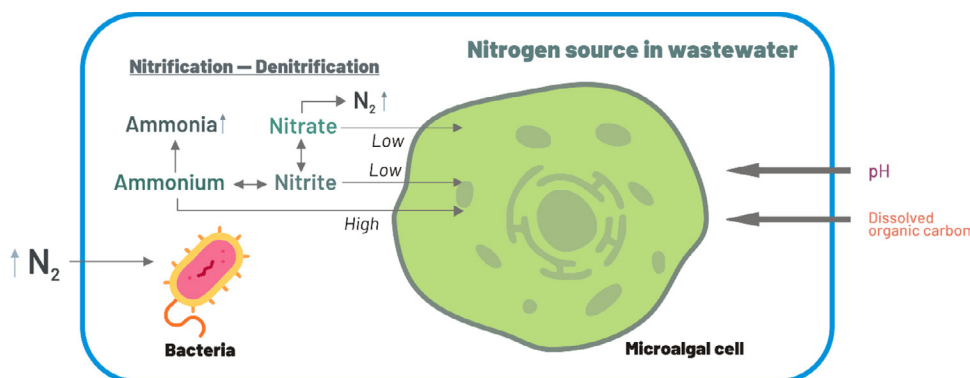 Nitrogen source in wastewater
Nitrification — Denitrification
N₂↑
Ammonia↑
Nitrate
Low
Ammonium
Nitrite
Low
High
pH
Dissolved
organic carbon
↑N₂
Bacteria
Microalgal cell